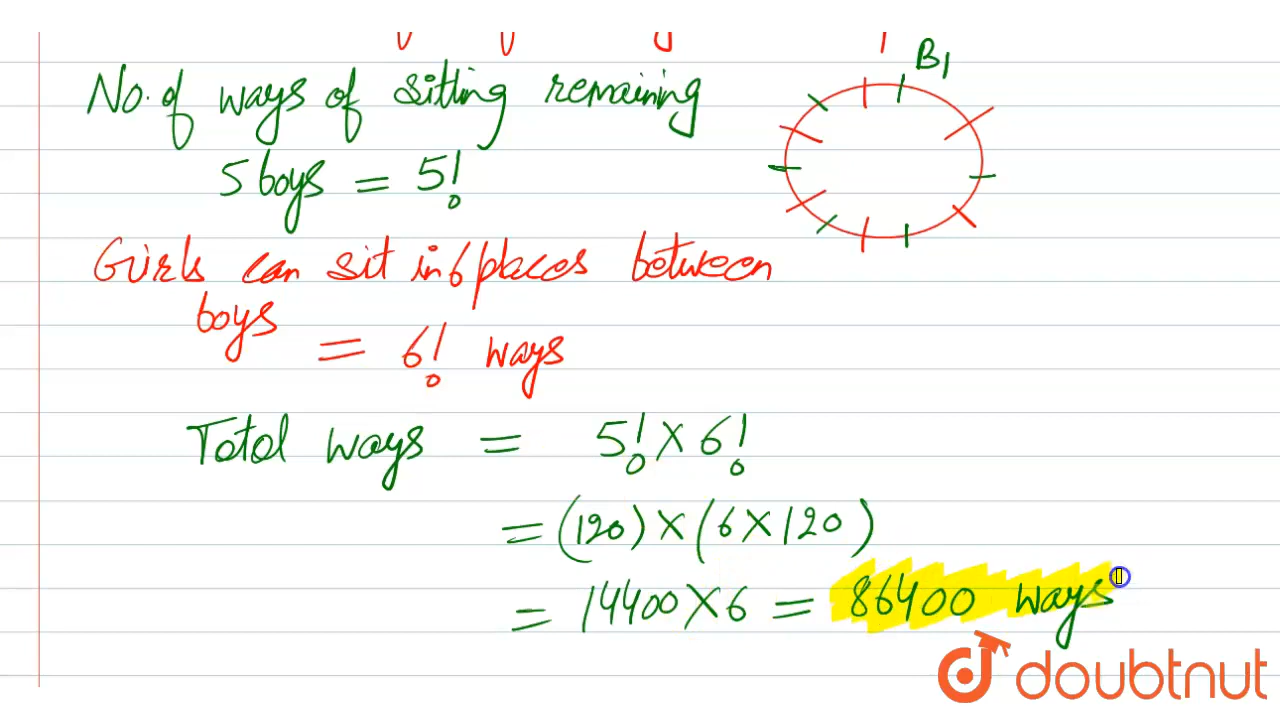 B1
No. of ways of sitting remaining
5 boys = 5!
Girls can sit in 6 places between
boys
= 6! ways
Total ways = 5! × 6!
= (120) × (6 × 120)
= 14400 × 6 = 86400 ways
doubtnut